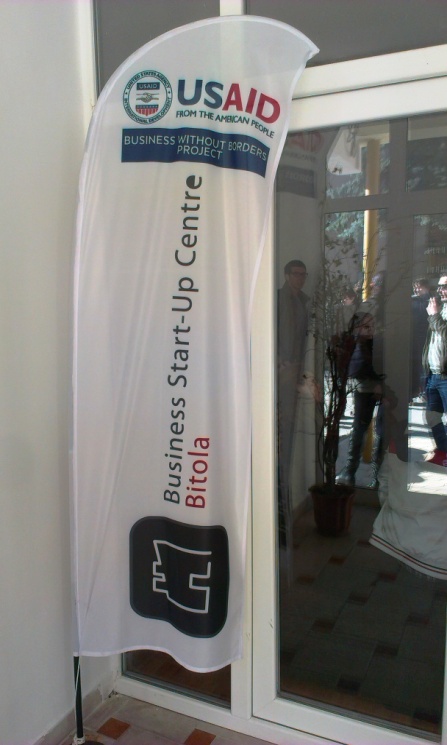 USAID
FROM THE AMERICAN PEOPLE
BUSINESS WITHOUT BORDERS
PROJECT
Business Start-Up Centre
Bitola